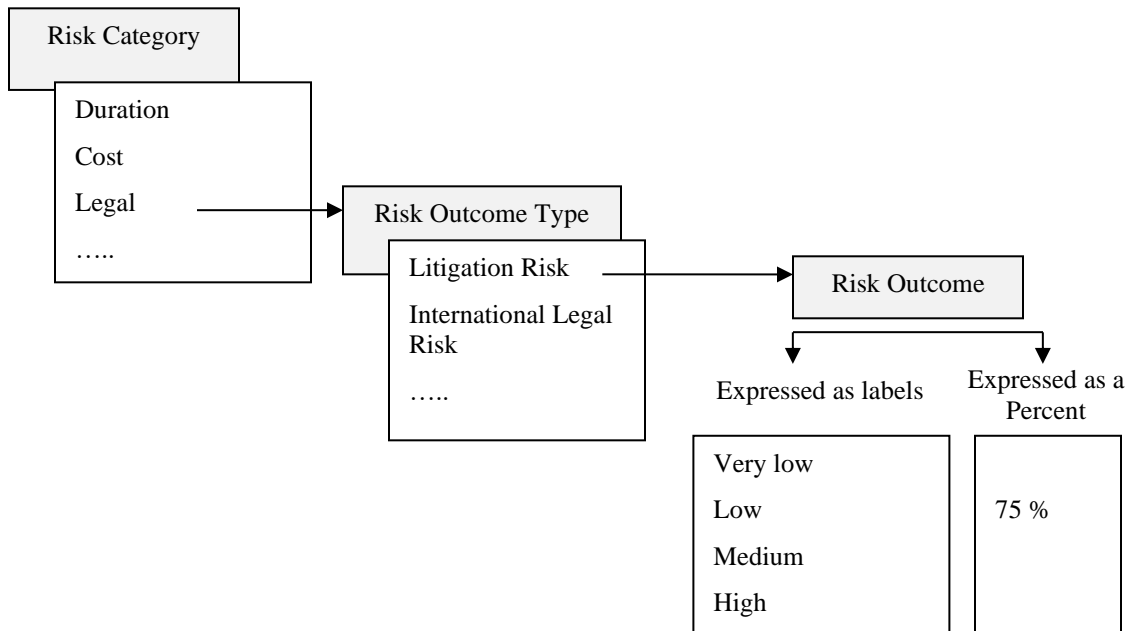 Risk Category
Duration
Cost
Legal
…..
Risk Outcome Type
Litigation Risk
International Legal
Risk
…..
Risk Outcome
Expressed as labels
Expressed as a
Percent
Very low
Low
Medium
High
75 %